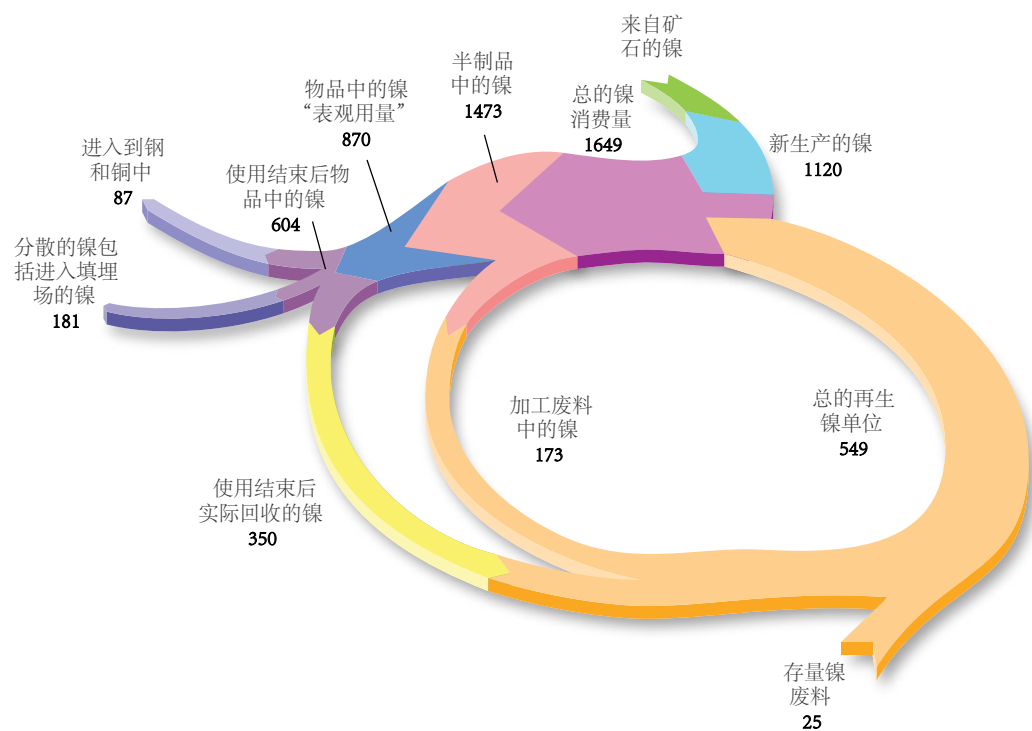 来自矿
石的镍
半制品
中的镍
1473
物品中的镍
“表观用量”
870
总的镍
消费量
1649
新生产的镍
1120
进入到钢
和铜中
87
使用结束后物
品中的镍
604
分散的镍包
括进入填埋
场的镍
181
加工废料
中的镍
173
总的再生
镍单位
549
使用结束后
实际回收的镍
350
存量镍
废料
25